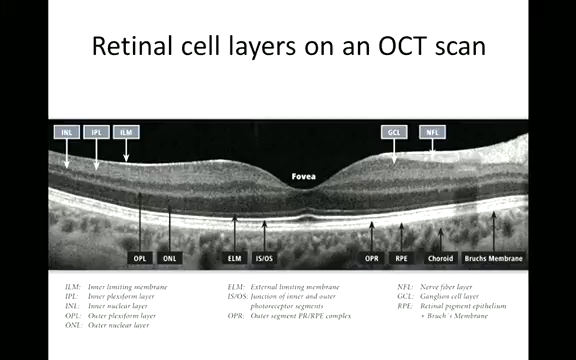 Retinal cell layers on an OCT scan
INL IPL ILM GCL NFL
Fovea
OPL ONL ELM IS/OS OPR RPE Choroid Bruchs Membrane
ILM: Inner limiting membrane
IPL: Inner plexiform layer
INL: Inner nuclear layer
OPL: Outer plexiform layer
ONL: Outer nuclear layer
ELM: External limiting membrane
IS/OS: Junction of inner and outer
photoreceptor segments
OPR: Outer segment PR/RPE complex
NFL: Nerve fiber layer
GCL: Ganglion cell layer
RPE: Retinal pigment epithelium
+ Bruch's Membrane